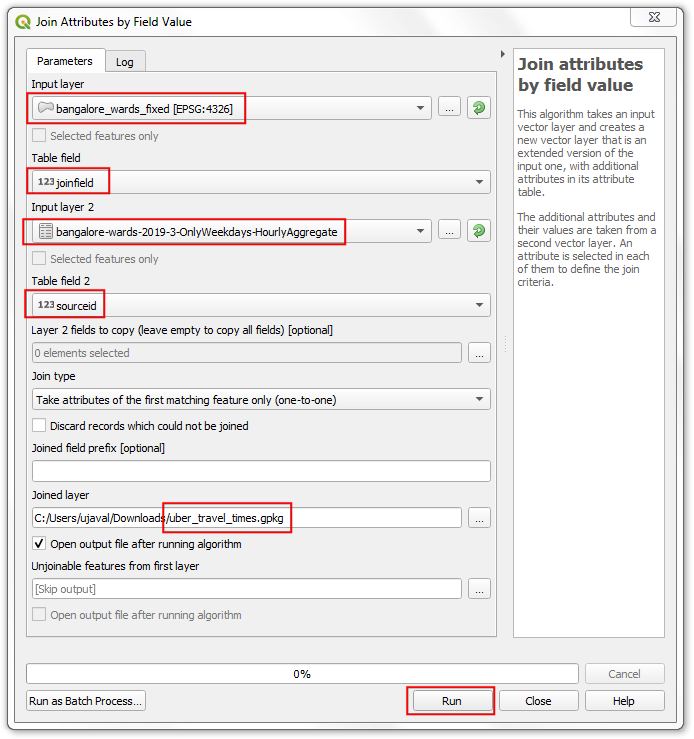 Join Attributes by Field Value
Parameters
Log
Input layer
bangalore_wards_fixed [EPSG:4326]
...
Selected features only
Table field
123 joinfield
Input layer 2
bangalore-wards-2019-3-OnlyWeekdays-HourlyAggregate
...
Selected features only
Table field 2
123 sourceid
Layer 2 fields to copy (leave empty to copy all fields) [optional]
0 elements selected
...
Join type
Take attributes of the first matching feature only (one-to-one)
Discard records which could not be joined
Joined field prefix [optional]
Joined layer
C:/Users/ujaval/Downloads/uber_travel_times.gpkg
...
Open output file after running algorithm
Unjoinable features from first layer
[Skip output]
...
Open output file after running algorithm
Join attributes
by field value
This algorithm takes an input
vector layer and creates a
new vector layer that is an
extended version of the
input one, with additional
attributes in its attribute
table.
The additional attributes and
their values are taken from a
second vector layer. An
attribute is selected in each
of them to define the join
criteria.
0%
Cancel
Run as Batch Process...
Run
Close
Help